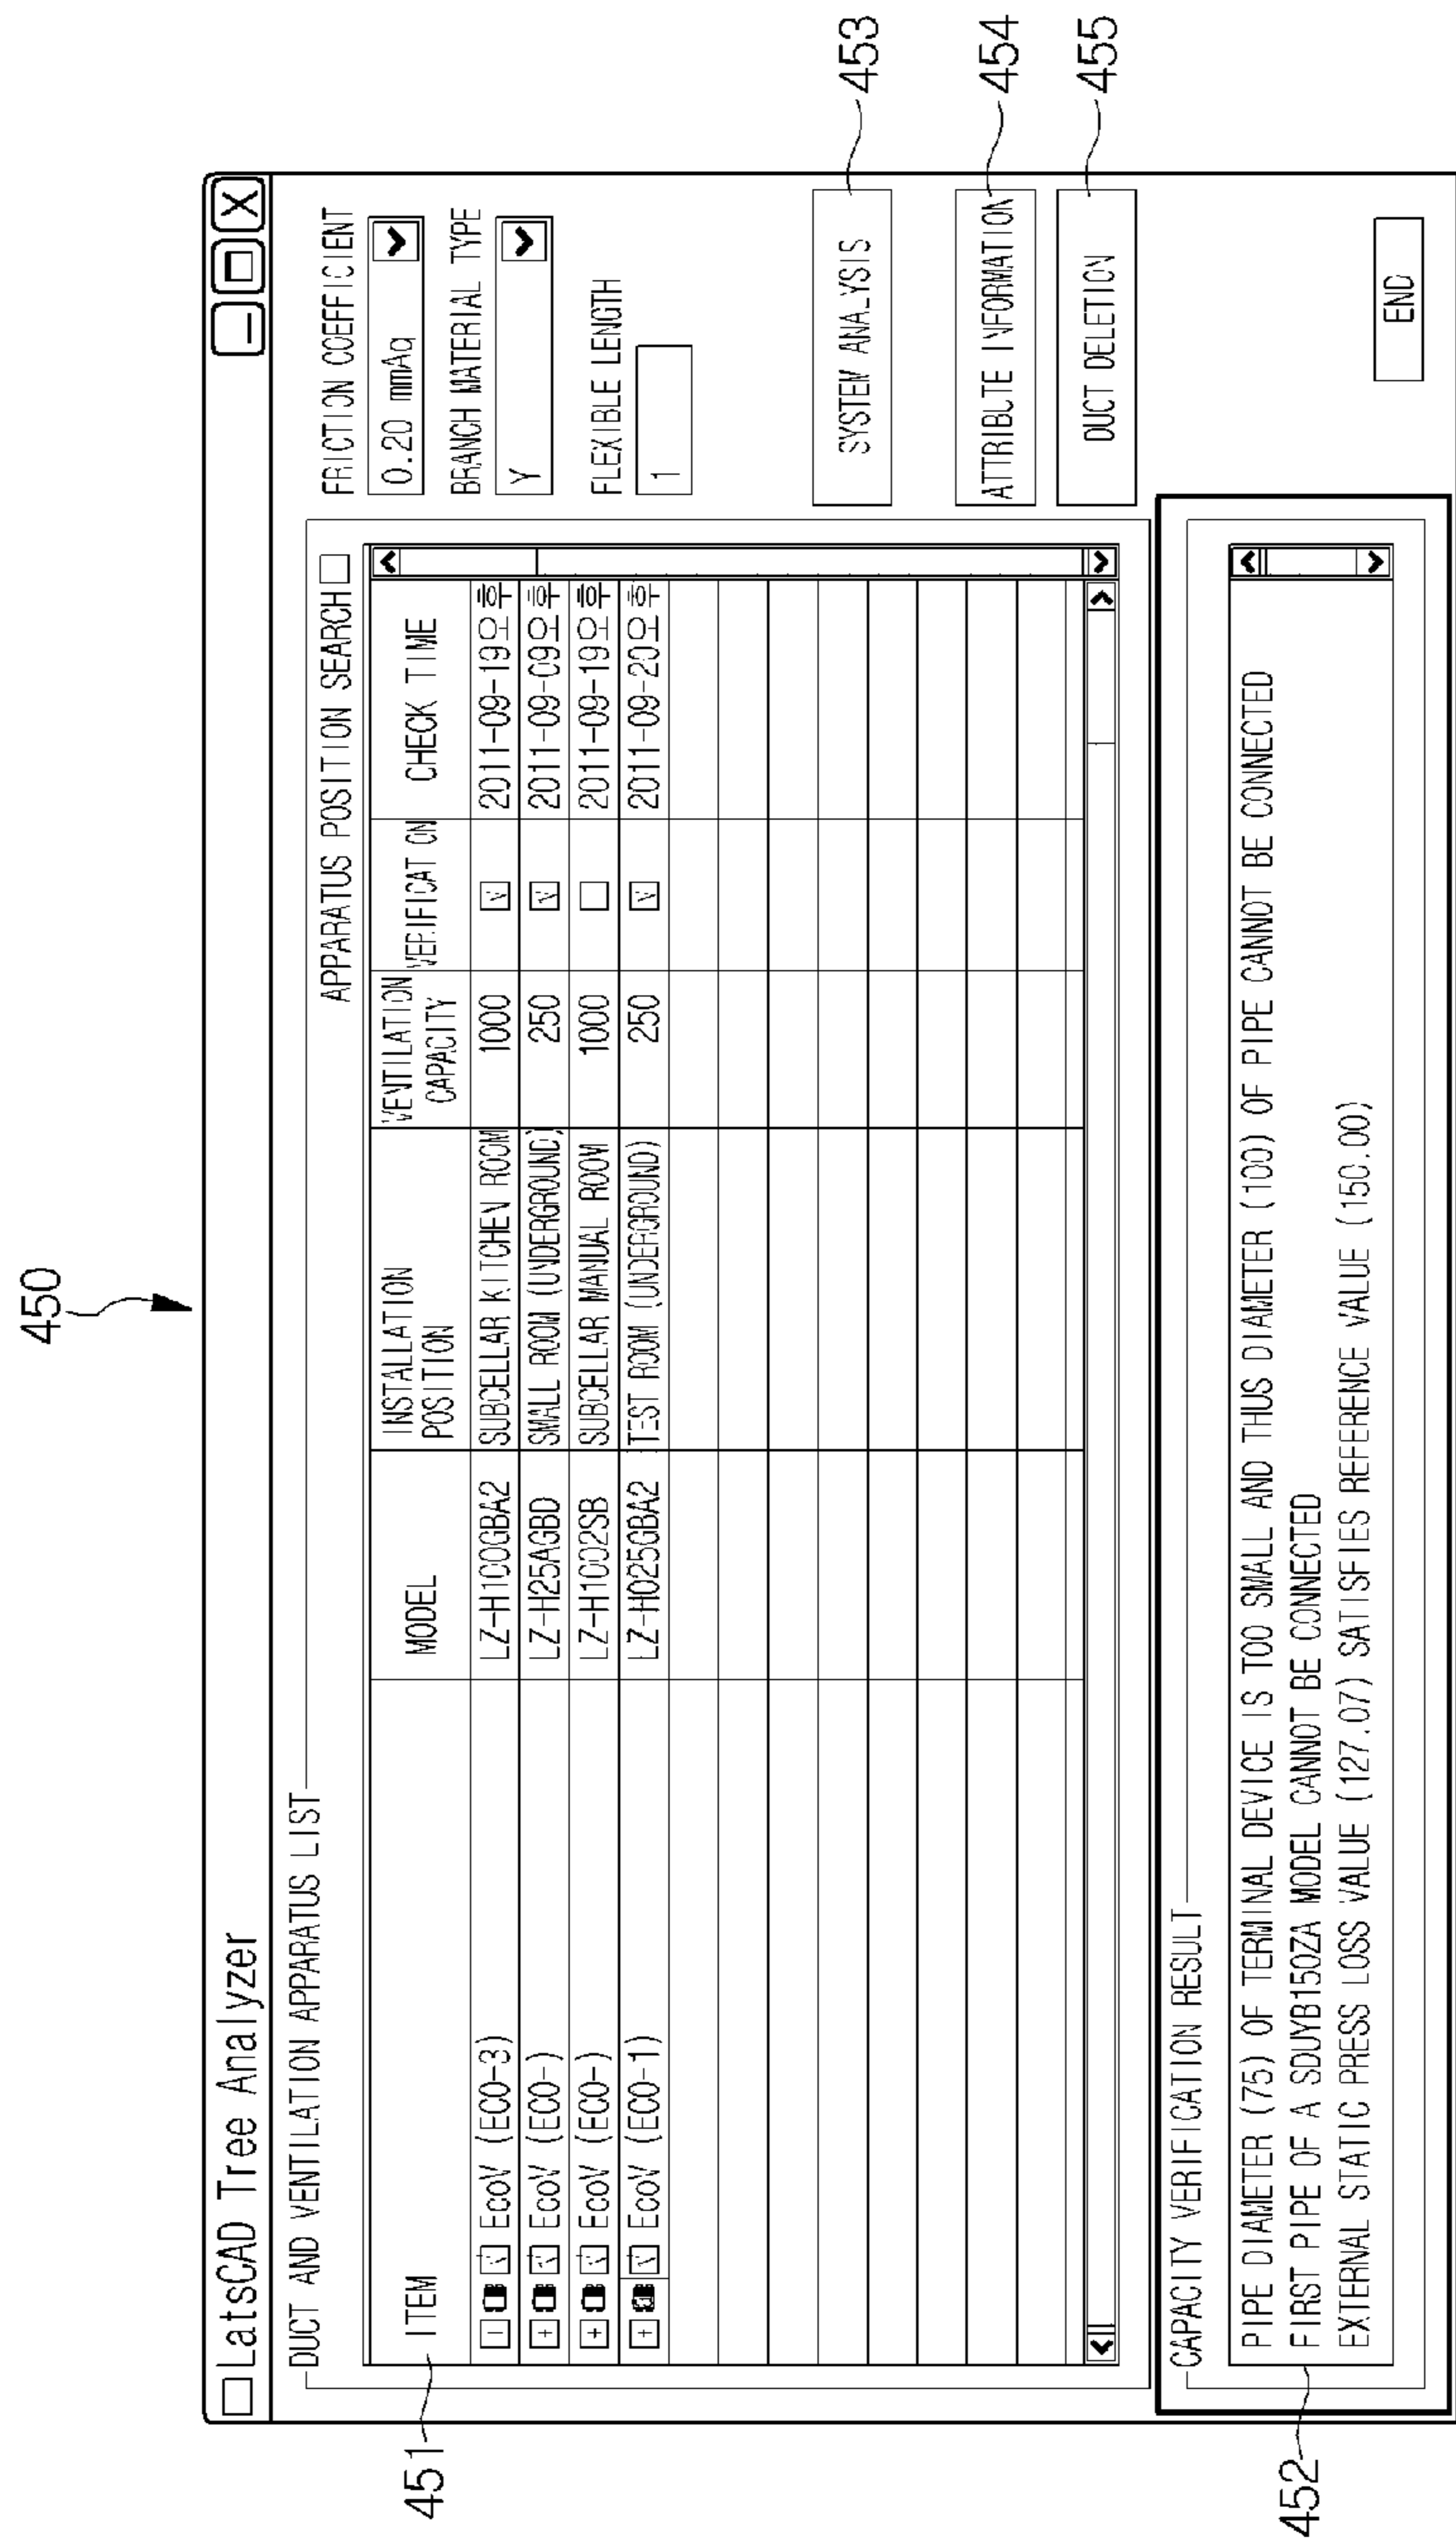 450
LatsCAD Tree Analyzer
DUCT AND VENTILATION APPARATUS LIST
APPARATUS POSITION SEARCH
ITEM MODEL INSTALLATION POSITION VENTILATION CAPACITY VERIFICAT ON CHECK TIME
EcoV (ECO-3) LZ-H100GBA2 SUBCELLAR KITCHEN ROOM 1000 2011-09-19오후
EcoV (ECO-) LZ-H25AGBD SMALL ROOM (UNDERGROUND) 250 2011-09-09오후
EcoV (ECO-) LZ-H1002SB SUBCELLAR MANUAL ROOM 1000 2011-09-19오후
EcoV (ECO-1) LZ-H025GBA2 TEST ROOM (UNDERGROUND) 250 2011-09-20오후
FRICTION COEFFICIENT
0.20 mmAq
BRANCH MATERIAL TYPE
Y
FLEXIBLE LENGTH
1
SYSTEM ANALYSIS
ATTRIBUTE INFORMATION
DUCT DELETION
END
CAPACITY VERIFICATION RESULT
PIPE DIAMETER (75) OF TERMINAL DEVICE IS TOO SMALL AND THUS DIAMETER (100) OF PIPE CANNOT BE CONNECTED
FIRST PIPE OF A SDUYB150ZA MODEL CANNOT BE CONNECTED
EXTERNAL STATIC PRESS LOSS VALUE (127.07) SATISFIES REFERENCE VALUE (150.00)
451
452
453
454
455